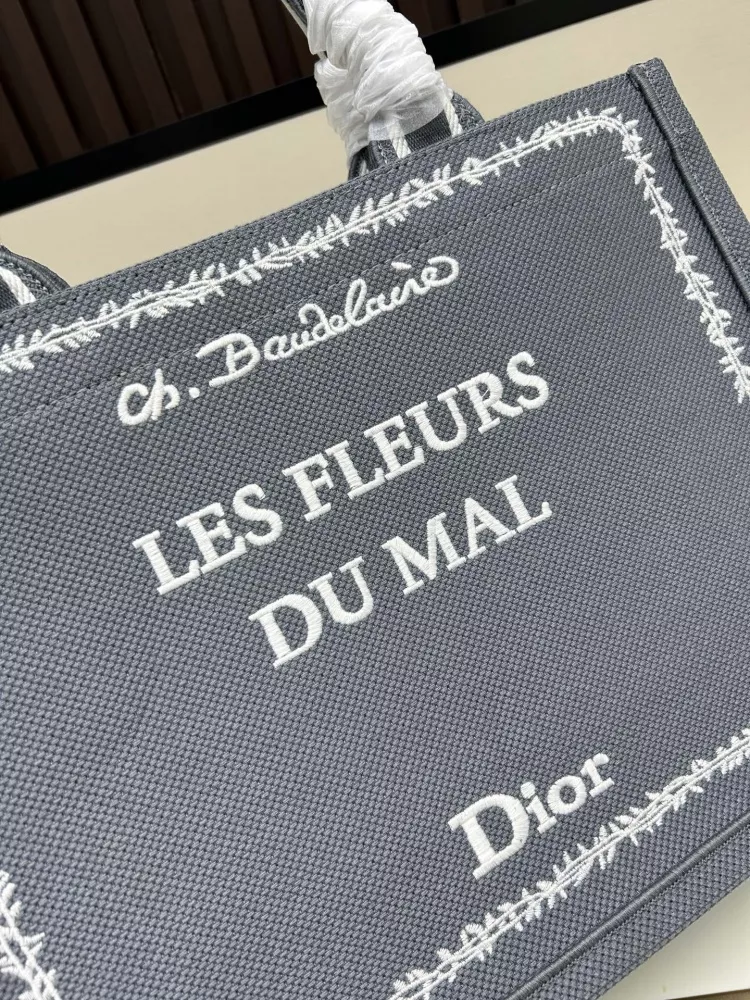 Ch. Baudelaire
LES FLEURS
DU MAL
Dior